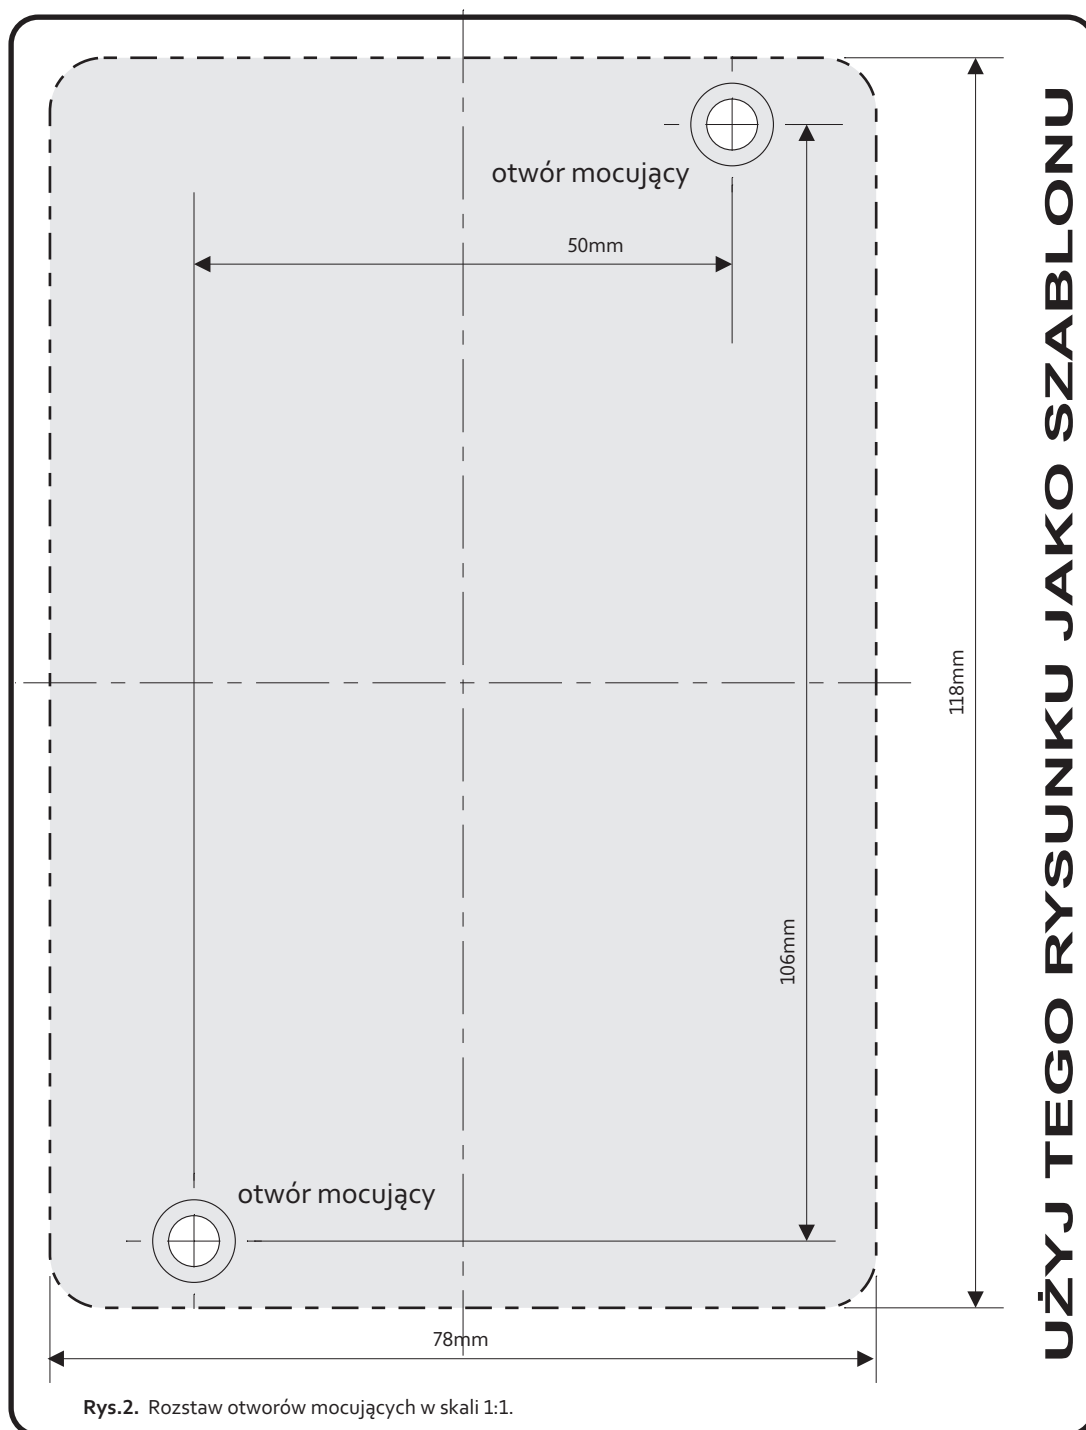 otwór mocujący
50mm
118mm
106mm
otwór mocujący
78mm
Rys.2. Rozstaw otworów mocujących w skali 1:1.
UŻYJ TEGO RYSUNKU JAKO SZABLONU